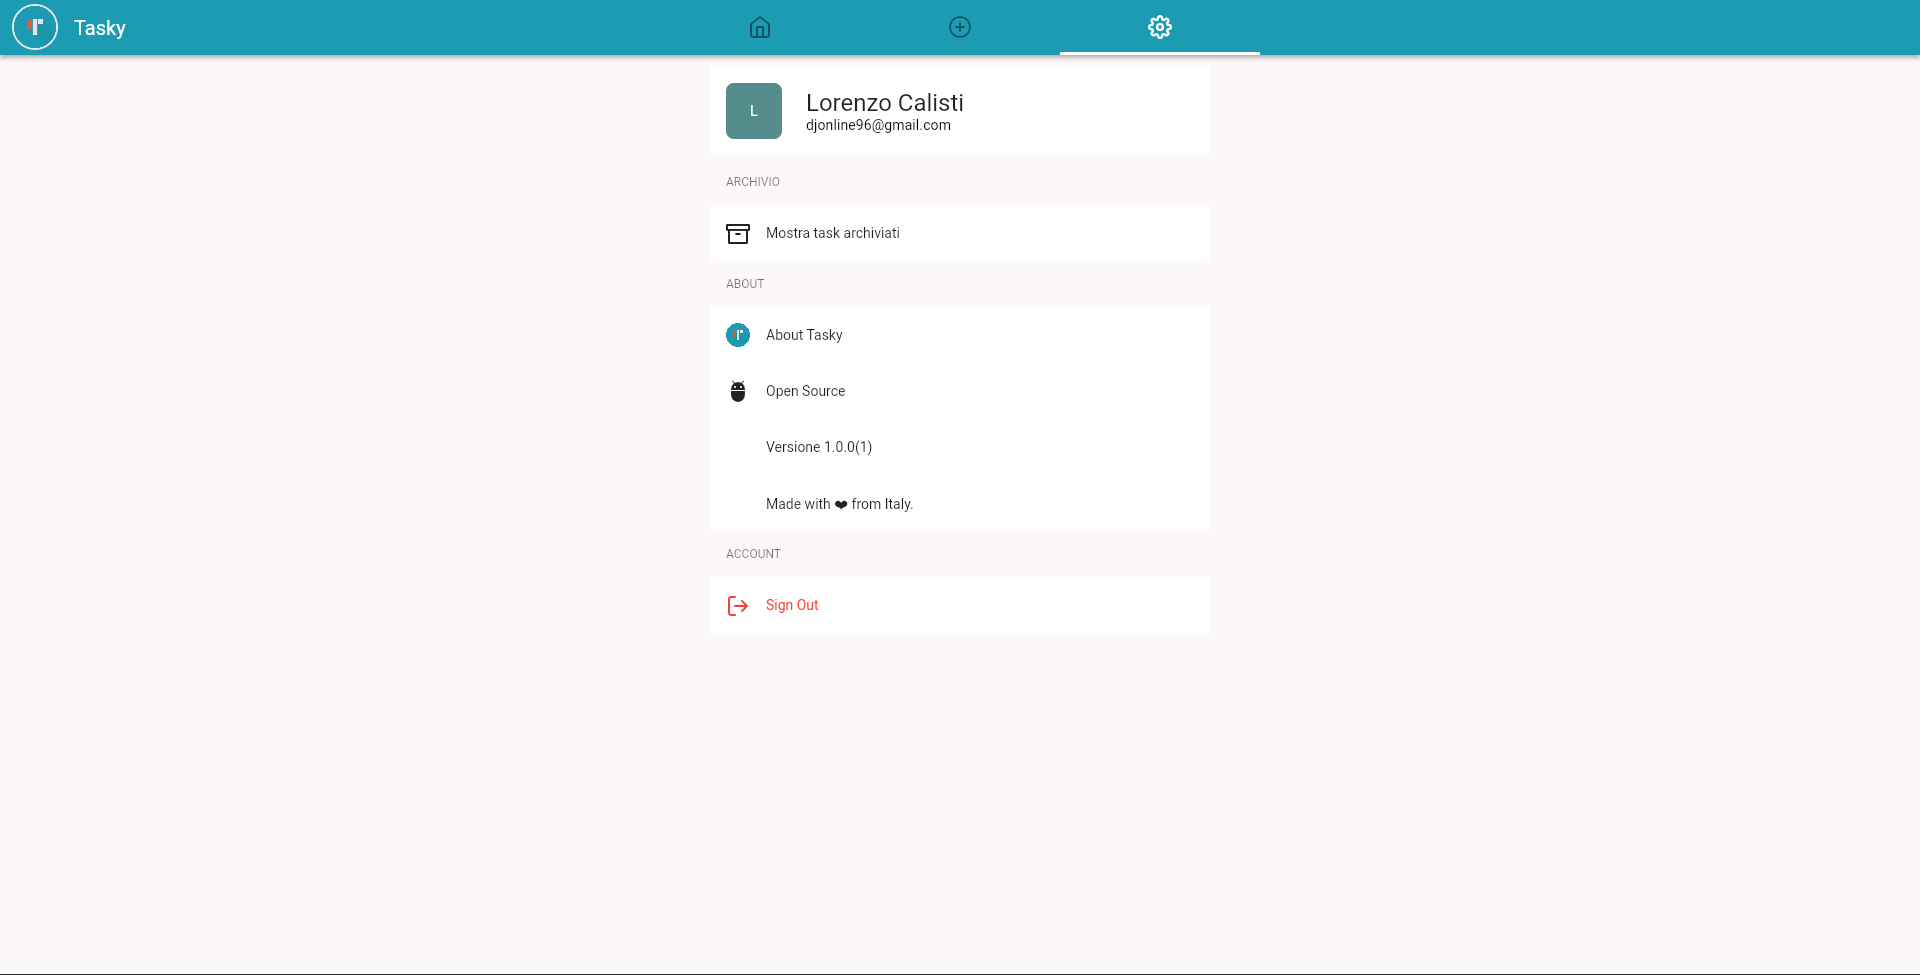 Tasky
L
Lorenzo Calisti
djonline96@gmail.com
ARCHIVIO
Mostra task archiviati
ABOUT
About Tasky
Open Source
Versione 1.0.0(1)
Made with ❤ from Italy.
ACCOUNT
Sign Out